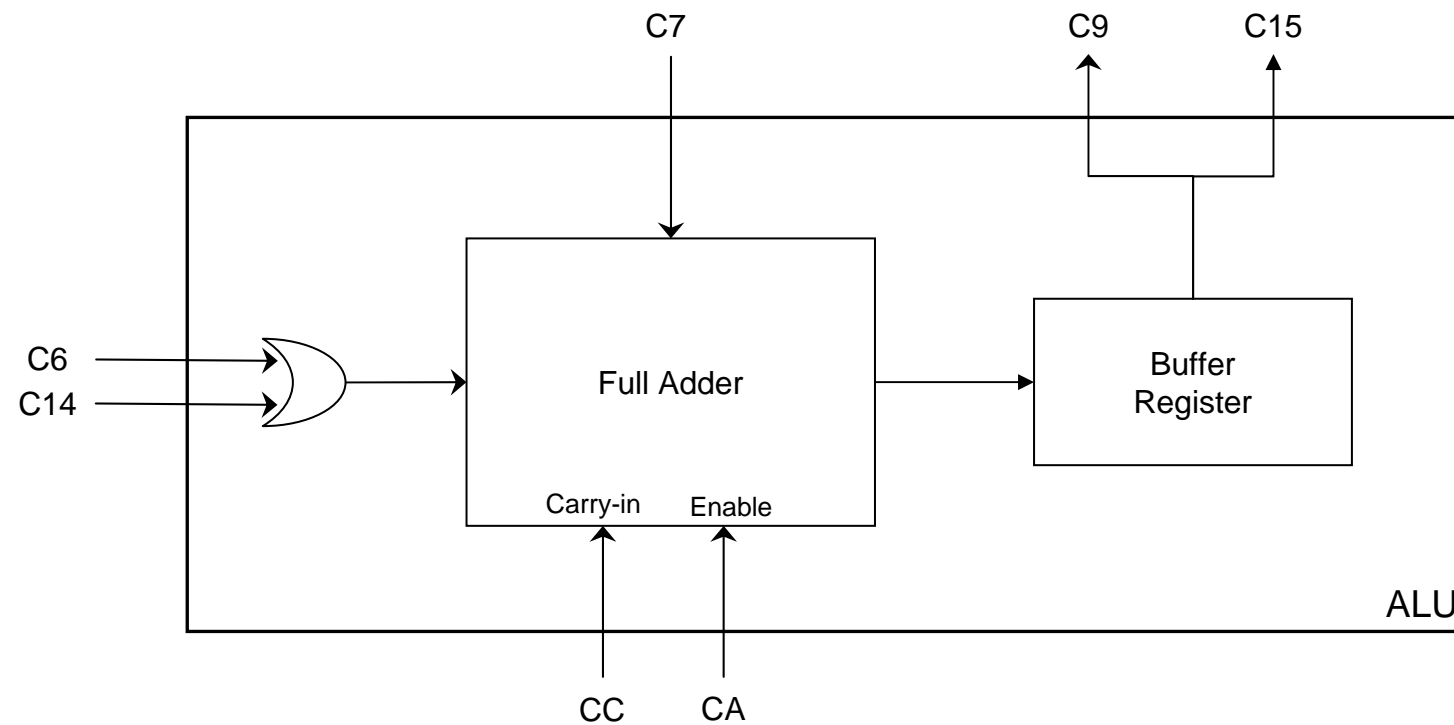 C7
C9
C15
C6
C14
Full Adder
Buffer
Register
Carry-in
Enable
ALU
CC
CA